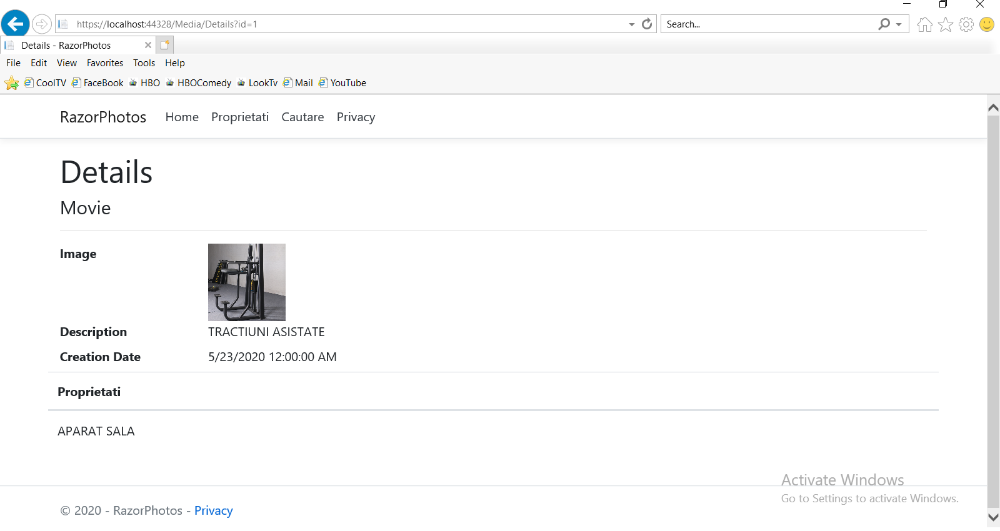 https://localhost:44328/Media/Details?id=1
Search...
Details - RazorPhotos
File Edit View Favorites Tools Help
CoolTV FaceBook HBO HBOComedy LookTv Mail YouTube
RazorPhotos Home Proprietati Cautare Privacy
Details
Movie
Image
Description TRACTIUNI ASISTATE
Creation Date 5/23/2020 12:00:00 AM
Proprietati
APARAT SALA
Activate Windows
Go to Settings to activate Windows.
© 2020 - RazorPhotos - Privacy